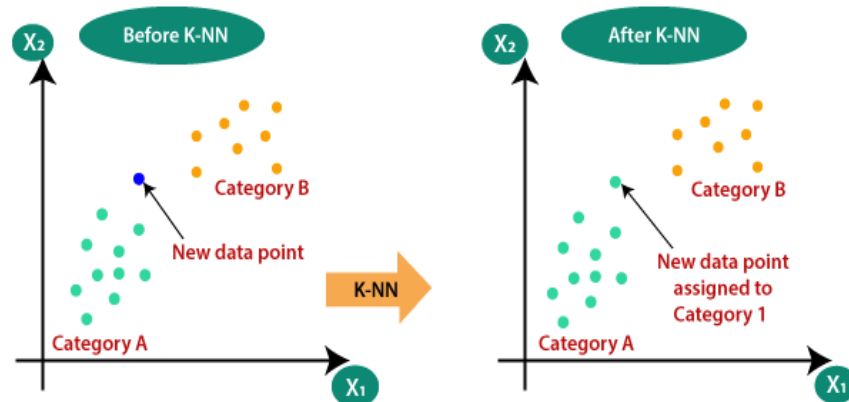 X₂
Before K-NN
Category B
New data point
Category A
X₁
K-NN
X₂
After K-NN
Category B
New data point
assigned to
Category 1
Category A
X₁